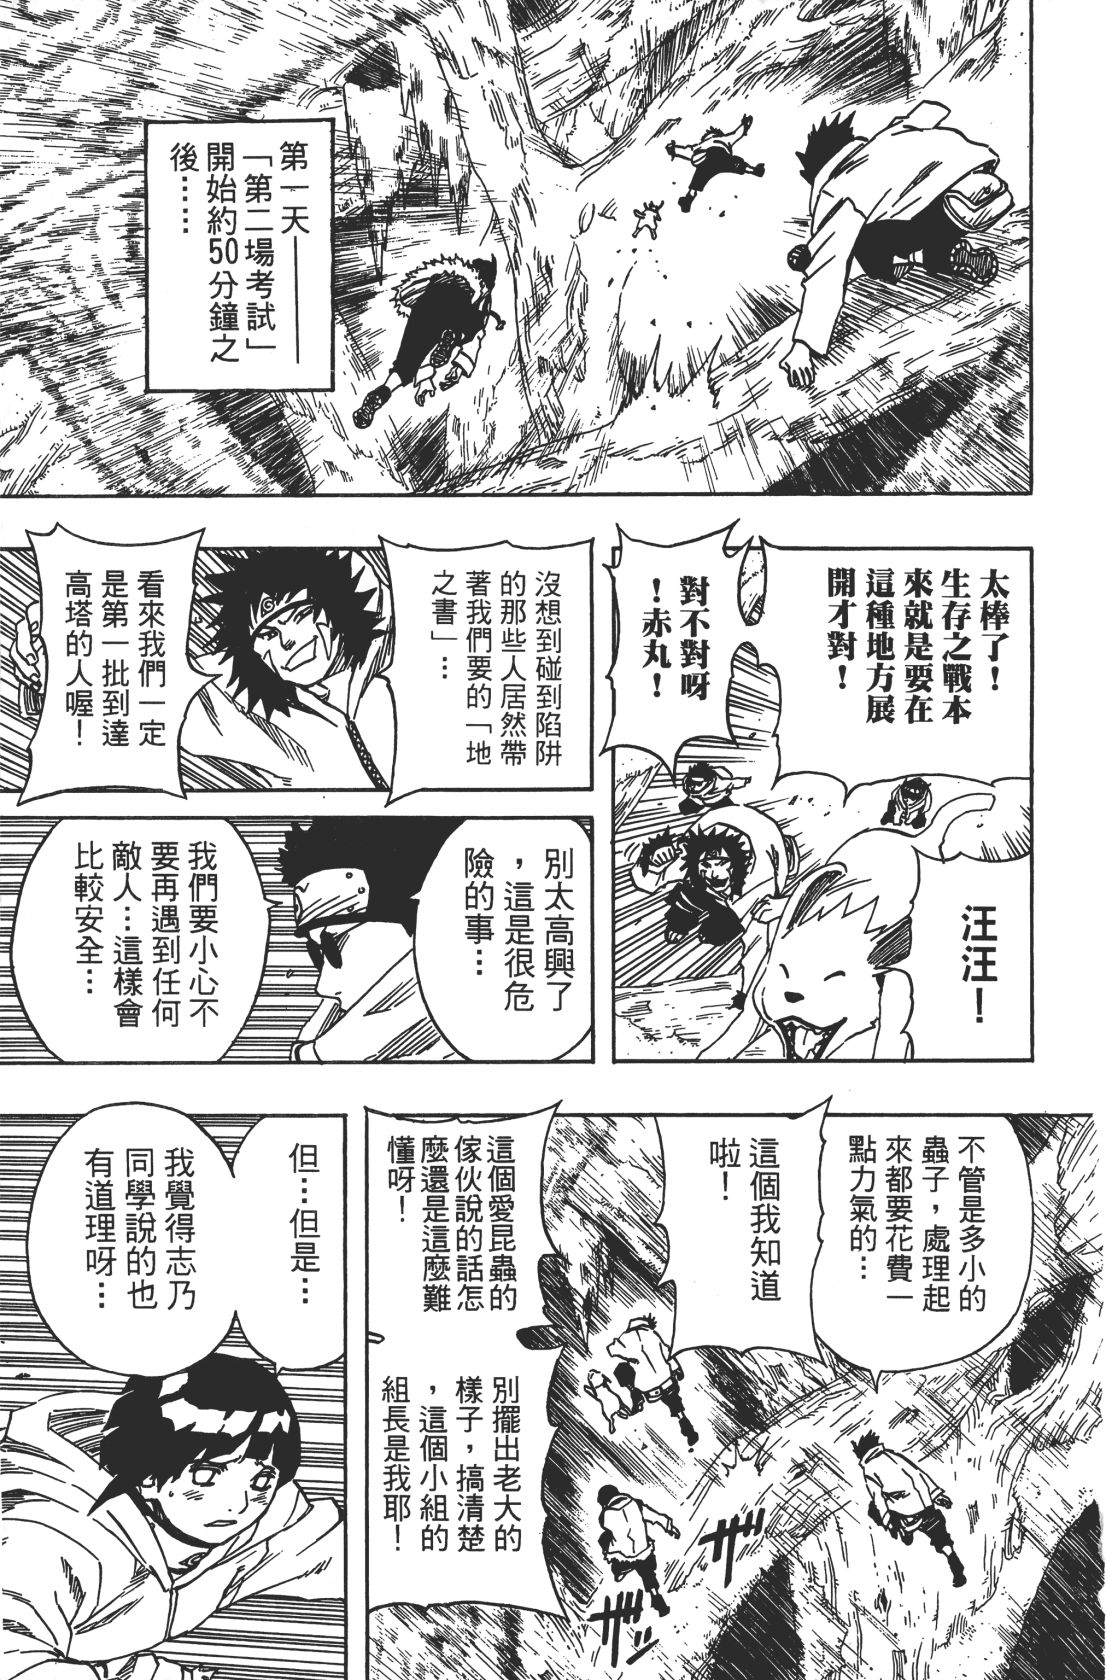 第一天——
「第二場考試」
開始約50分鐘之
後……
太棒了！
生存之戰本
來就是要在
這種地方展
開才對！
對不對呀
！赤丸！
汪汪！
沒想到碰到陷阱
的那些人居然帶
著我們要的「地
之書」…
看來我們一定
是第一批到達
高塔的人喔！
別太高興了
，這是很危
險的事…
我們要小心不
要再遇到任何
敵人…這樣會
比較安全…
不管是多小的
蟲子，處理起
來都要花費一
點力氣的…
這個我知道
啦！
這個愛昆蟲的
傢伙說的話怎
麼還是這麼難
懂呀！
別擺出老大的
樣子，搞清楚
，這個小組的
組長是我耶！
ザザザ
ザザザッ
但…但是…
我覺得志乃
同學說的也
有道理呀…